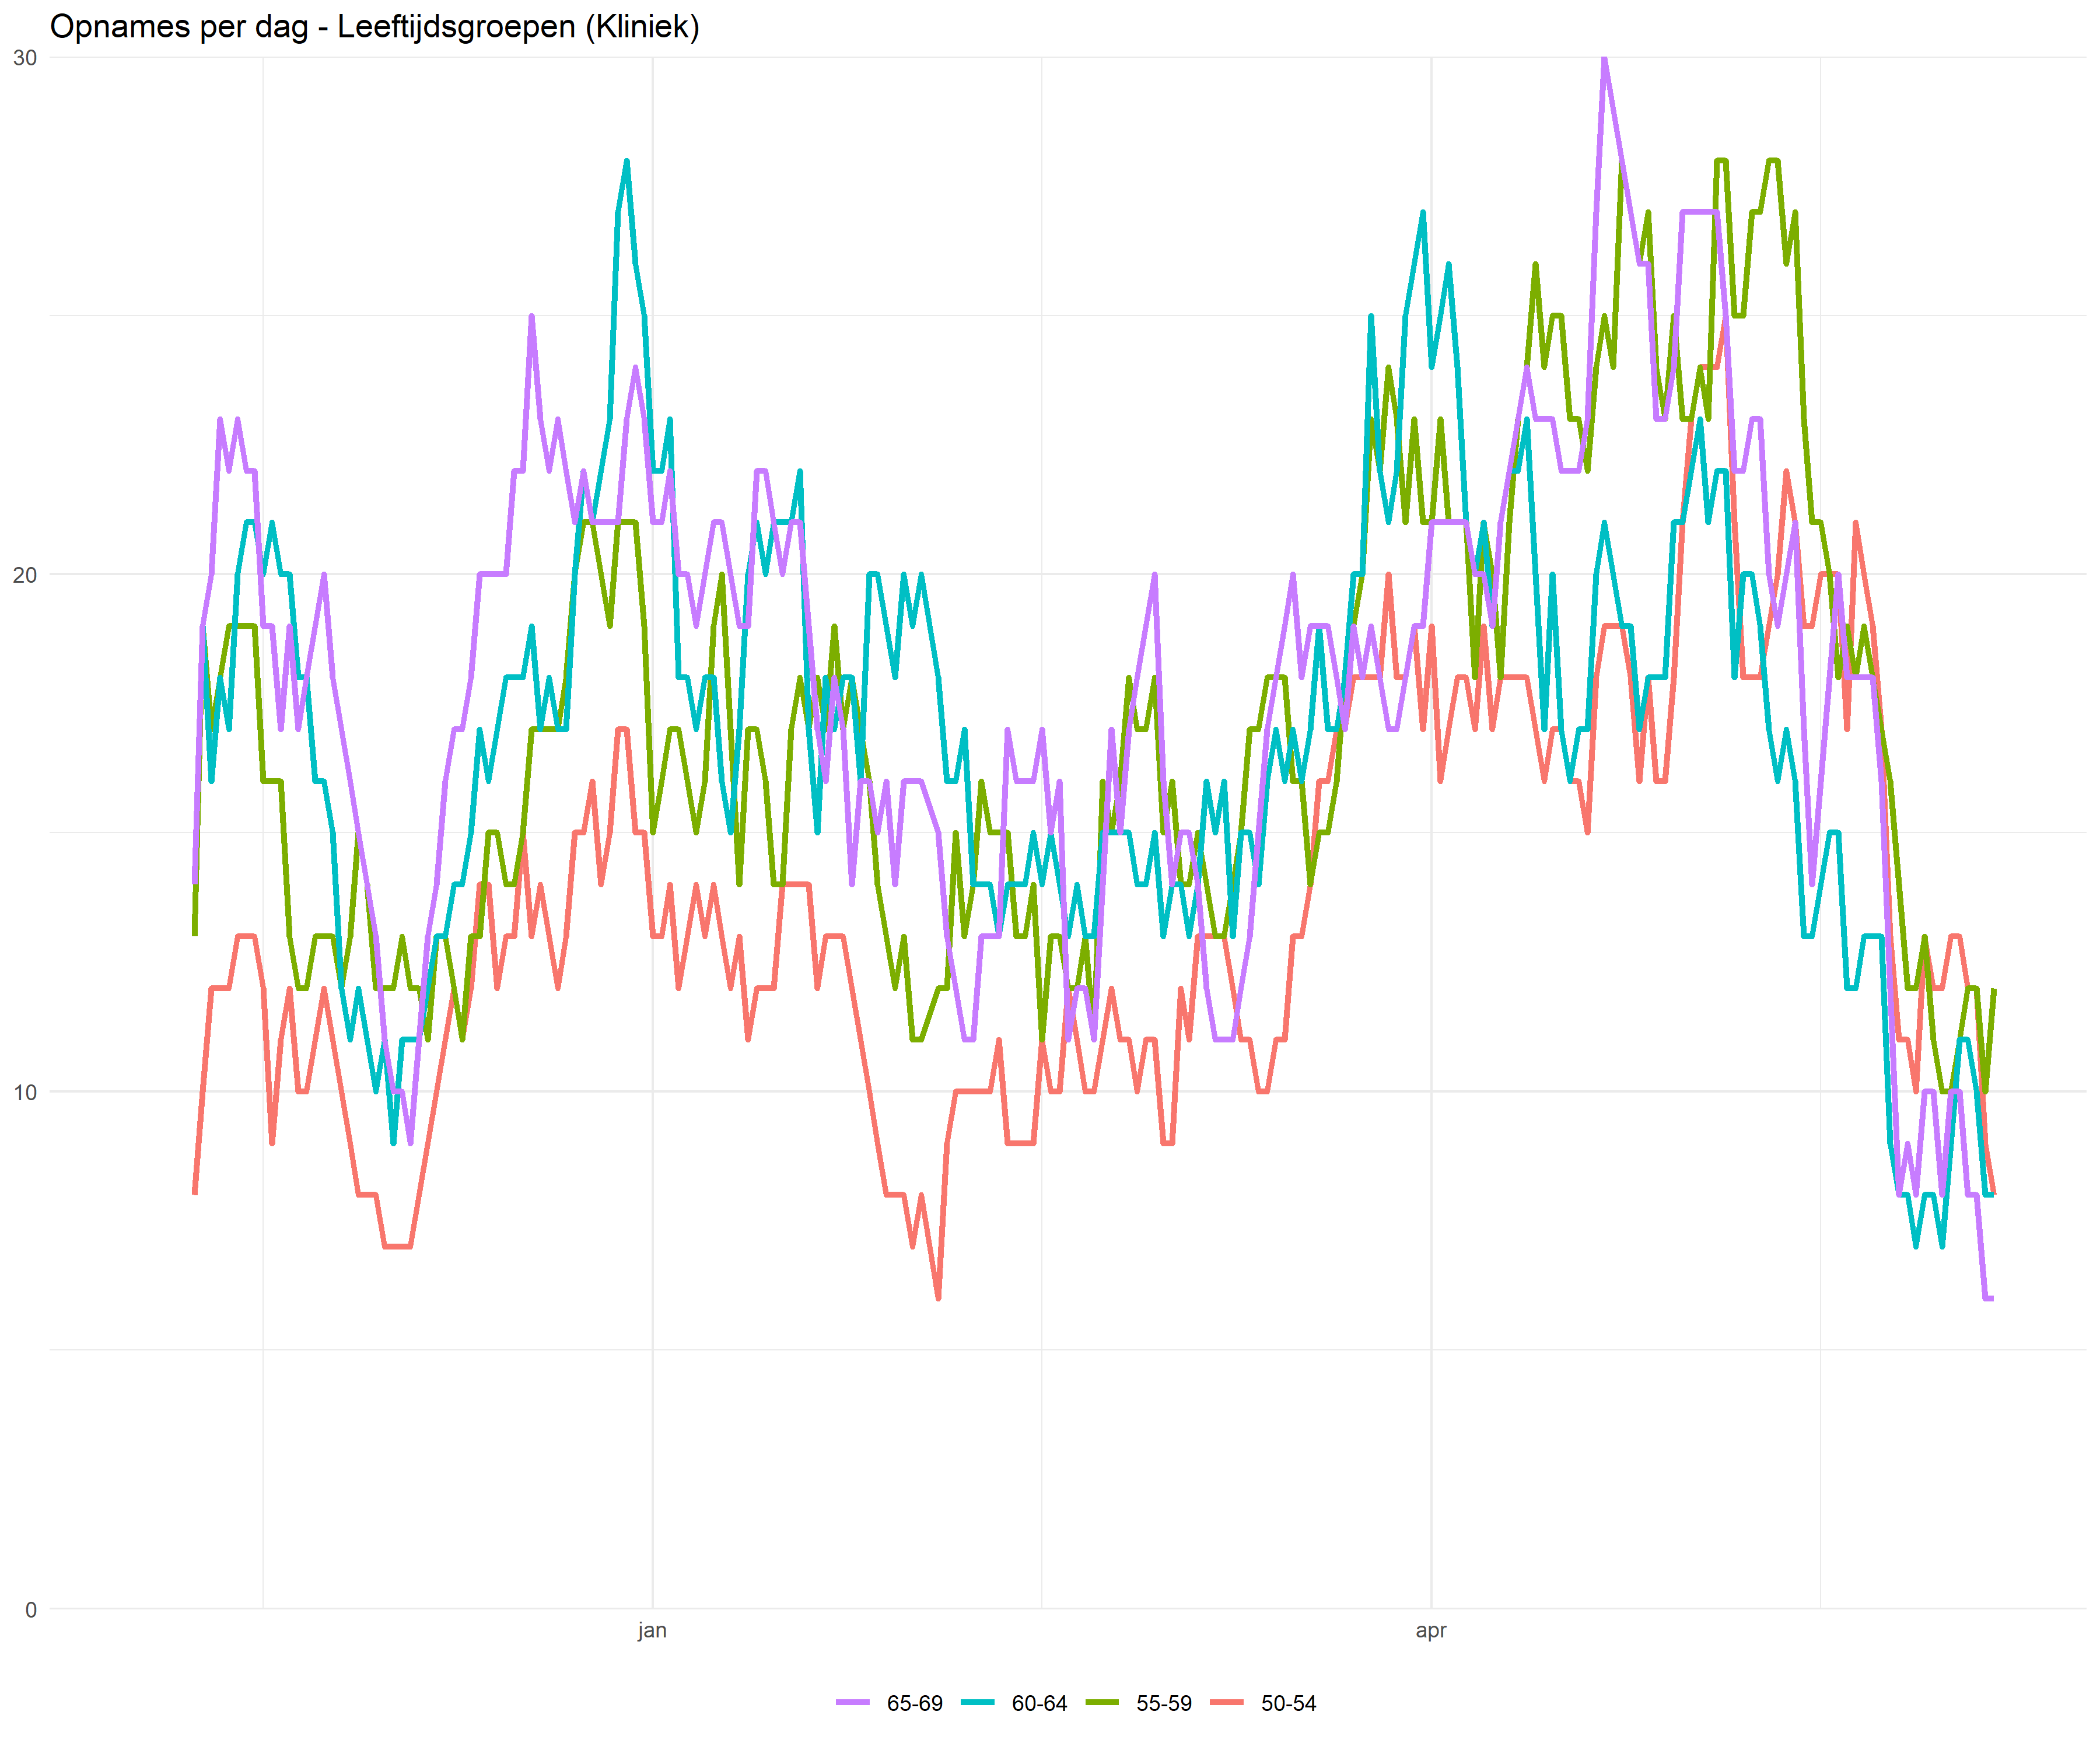 Opnames per dag - Leeftijdsgroepen (Kliniek)
30
20
10
0
jan apr
65-69 60-64 55-59 50-54